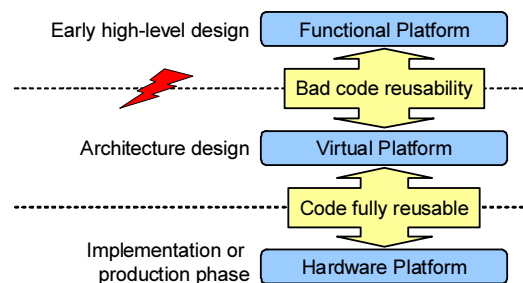 Early high-level design
Functional Platform
Bad code reusability
Architecture design
Virtual Platform
Code fully reusable
Implementation or
production phase
Hardware Platform